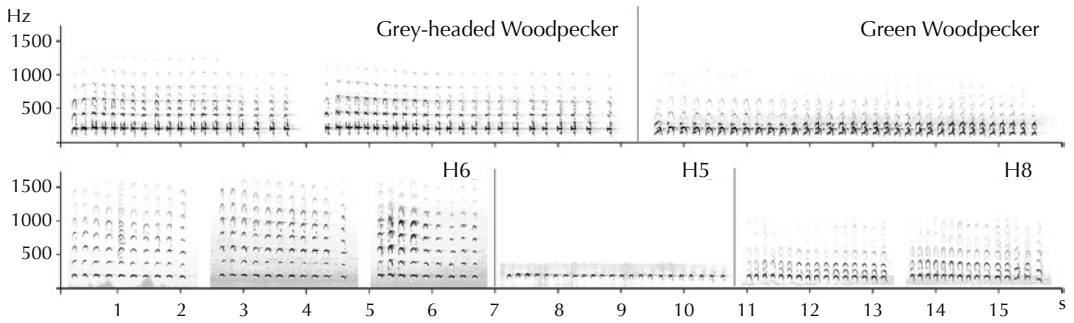 Hz
Grey-headed Woodpecker
Green Woodpecker
1500
1000
500
H6
H5
H8
1500
1000
500
1 2 3 4 5 6 7 8 9 10 11 12 13 14 15 s